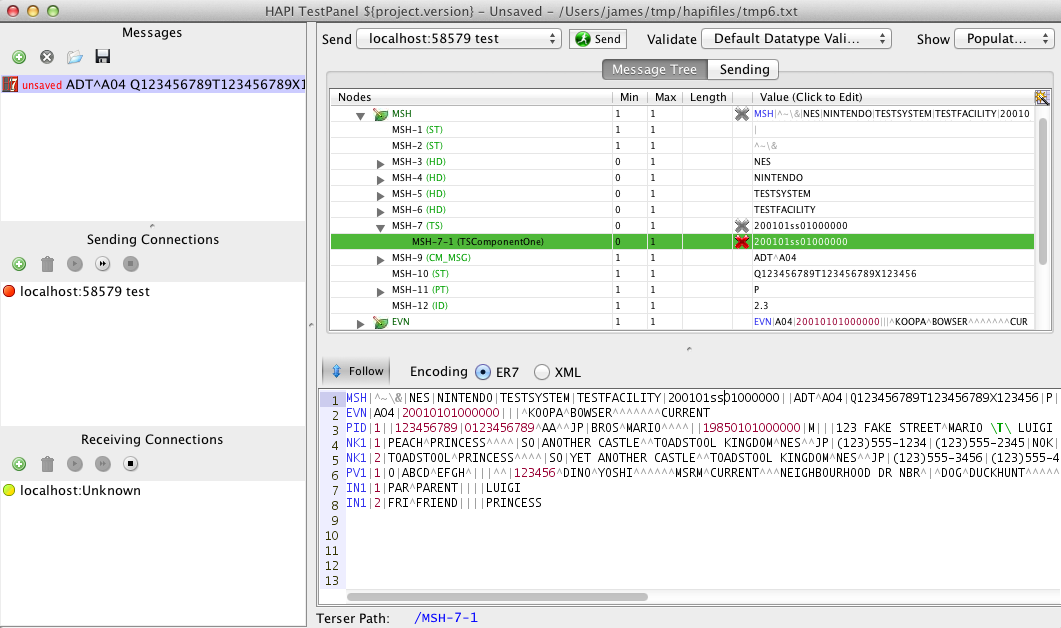 HAPI TestPanel ${project.version} - Unsaved - /Users/james/tmp/hapifiles/tmp6.txt
Messages
unsaved ADT^A04 Q123456789T123456789X1
Sending Connections
localhost:58579 test
Receiving Connections
localhost:Unknown
Send localhost:58579 test Send Validate Default Datatype Vali... Show Populat...
Message Tree Sending
Nodes Min Max Length Value (Click to Edit)
MSH 1 1 MSH|^~\&|NES|NINTENDO|TESTSYSTEM|TESTFACILITY|20010
MSH-1 (ST) 1 1 |
MSH-2 (ST) 1 1 ^~\&
MSH-3 (HD) 0 1 NES
MSH-4 (HD) 0 1 NINTENDO
MSH-5 (HD) 0 1 TESTSYSTEM
MSH-6 (HD) 0 1 TESTFACILITY
MSH-7 (TS) 0 1 200101ss01000000
MSH-7-1 (TSComponentOne) 0 1 200101ss01000000
MSH-9 (CM_MSG) 1 1 ADT^A04
MSH-10 (ST) 1 1 Q123456789T123456789X123456
MSH-11 (PT) 1 1 P
MSH-12 (ID) 1 1 2.3
EVN 1 1 EVN|A04|20010101000000|||^KOOPA^BOWSER^^^^^^^CUR
Follow Encoding ER7 XML
1 MSH|^~\&|NES|NINTENDO|TESTSYSTEM|TESTFACILITY|200101ss01000000||ADT^A04|Q123456789T123456789X123456|P|
2 EVN|A04|20010101000000|||^KOOPA^BOWSER^^^^^^^CURRENT
3 PID|1||123456789|0123456789^AA^^JP|BROS^MARIO^^^^||19850101000000|M|||123 FAKE STREET^MARIO \T\ LUIGI
4 NK1|1|PEACH^PRINCESS^^^^|SO|ANOTHER CASTLE^^TOADSTOOL KINGDOM^NES^^JP|(123)555-1234|(123)555-2345|NOK|
5 NK1|2|TOADSTOOL^PRINCESS^^^^|SO|YET ANOTHER CASTLE^^TOADSTOOL KINGDOM^NES^^JP|(123)555-3456|(123)555-4
6 PV1|1|O|ABCD^EFGH^|||^^|123456^DINO^YOSHI^^^^^^MSRM^CURRENT^^^NEIGHBOURHOOD DR NBR^|^DOG^DUCKHUNT^^^^^
7 IN1|1|PAR^PARENT||||LUIGI
8 IN1|2|FRI^FRIEND||||PRINCESS
9
10
11
12
13
Terser Path: /MSH-7-1